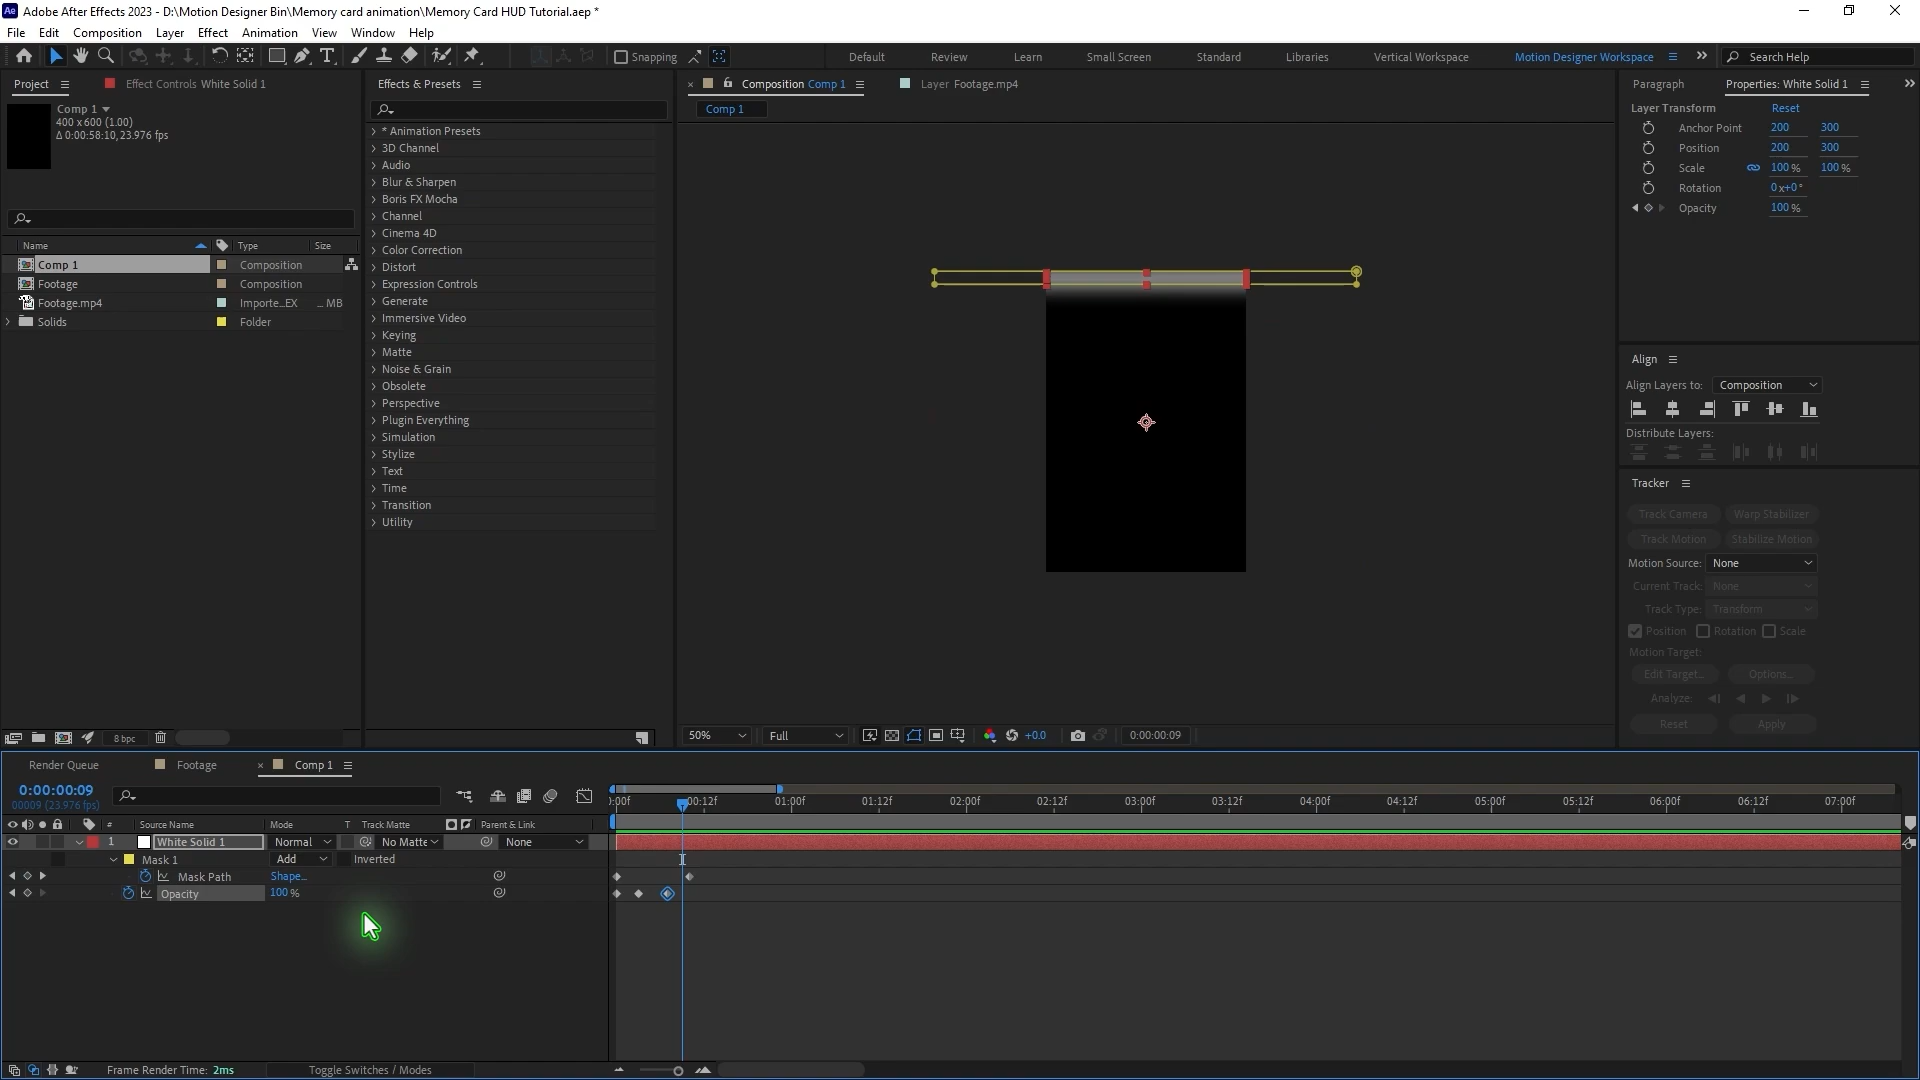 Adobe After Effects 2023 - D:\Motion Designer Bin\Memory card animation\Memory Card HUD Tutorial.aep *
File Edit Composition Layer Effect Animation View Window Help
Snapping
Default Review Learn Small Screen Standard Libraries Vertical Workspace Motion Designer Workspace
Search Help
Project
Effect Controls White Solid 1
Comp 1
400 x 600 (1.00)
Δ 0:00:58:10, 23.976 fps
Name Type Size
Comp 1 Composition
Footage Composition
Footage.mp4 Importe...EX ... MB
Solids Folder
8 bpc
Effects & Presets
* Animation Presets
3D Channel
Audio
Blur & Sharpen
Boris FX Mocha
Channel
Cinema 4D
Color Correction
Distort
Expression Controls
Generate
Immersive Video
Keying
Matte
Noise & Grain
Obsolete
Perspective
Plugin Everything
Simulation
Stylize
Text
Time
Transition
Utility
Composition Comp 1
Layer Footage.mp4
Comp 1
50% Full +0.0 0:00:00:09
Paragraph
Properties: White Solid 1
Layer Transform Reset
Anchor Point 200 300
Position 200 300
Scale 100 % 100 %
Rotation 0x+0°
Opacity 100 %
Align
Align Layers to: Composition
Distribute Layers:
Tracker
Track Camera Warp Stabilizer
Track Motion Stabilize Motion
Motion Source: None
Current Track: None
Track Type: Transform
Position Rotation Scale
Motion Target:
Edit Target... Options...
Analyze:
Reset Apply
Render Queue Footage Comp 1
0:00:00:09
00009 (23.976 fps)
:00f 00:12f 01:00f 01:12f 02:00f 02:12f 03:00f 03:12f 04:00f 04:12f 05:00f 05:12f 06:00f 06:12f 07:00f
# Source Name Mode T Track Matte Parent & Link
1 White Solid 1 Normal No Matte None
Mask 1 Add Inverted
Mask Path Shape...
Opacity 100 %
Frame Render Time: 2ms Toggle Switches / Modes